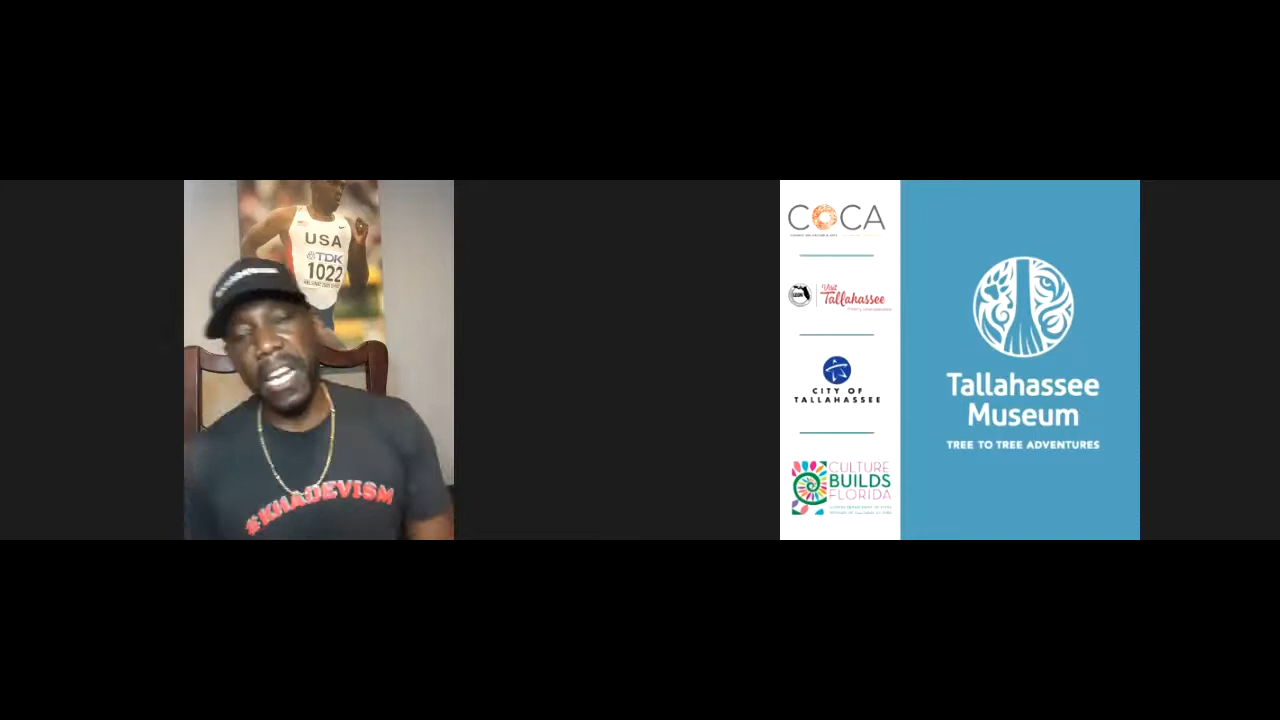 USA
TDK
1022
#KHADEVISM
COCA
LEON
Visit
Tallahassee
CITY OF
TALLAHASSEE
CULTURE
BUILDS
FLORIDA
Tallahassee
Museum
TREE TO TREE ADVENTURES